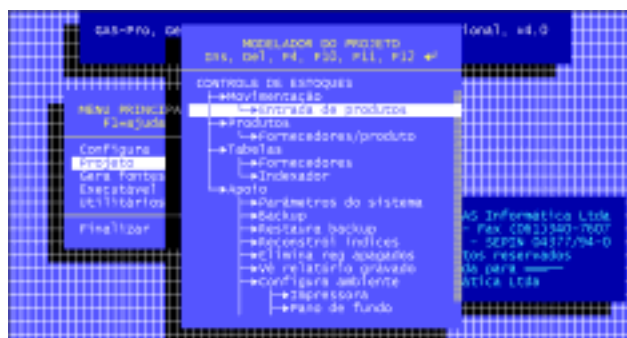 GAS-Pro, Ge
ional, v4.0
MODELADOR DO PROJETO
Ins, Del, F4, F10, F11, F12
CONTROLE DE ESTOQUES
Movimentação
Entrada de produtos
Produtos
Fornecedores/produto
Tabelas
Fornecedores
Indexador
Apoio
Parâmetros do sistema
Backup
Restaura backup
Reconstrói índices
Elimina reg apagados
Vê relatório gravado
Configura ambiente
Impressora
Pano de fundo
MENU PRINCIPA
F1=ajuda
Configura
Projeto
Gera fontes
Executável
Utilitários
Finalizar
AS Informática Ltda
- Fax (061)340-7607
- SEPIN 04377/94-0
tos reservados
da para
ática Ltda